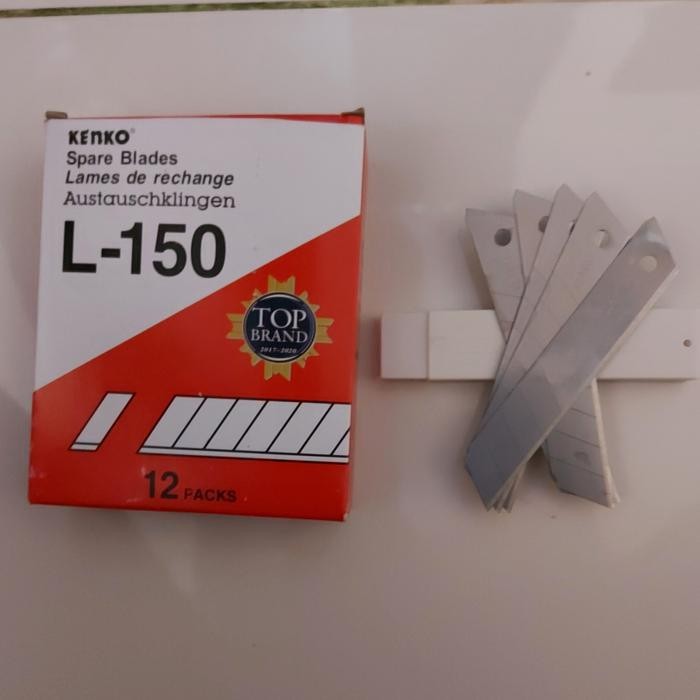 KENKO®
Spare Blades
Lames de rechange
Austauschklingen
L-150
TOP
BRAND
2017-2020
12 PACKS